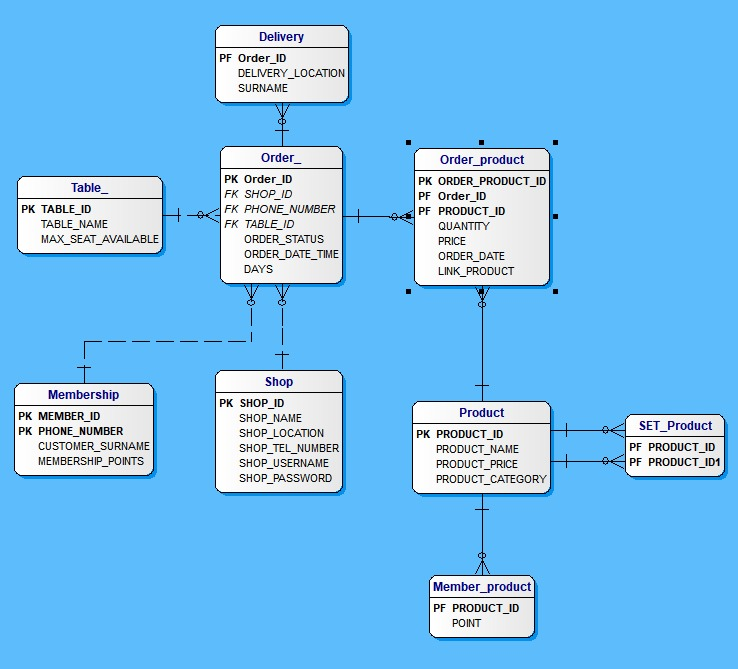 Delivery
PF Order_ID
DELIVERY_LOCATION
SURNAME
Order_
PK Order_ID
FK SHOP_ID
FK PHONE_NUMBER
FK TABLE_ID
ORDER_STATUS
ORDER_DATE_TIME
DAYS
Order_product
PK ORDER_PRODUCT_ID
PF Order_ID
PF PRODUCT_ID
QUANTITY
PRICE
ORDER_DATE
LINK_PRODUCT
Table_
PK TABLE_ID
TABLE_NAME
MAX_SEAT_AVAILABLE
Membership
PK MEMBER_ID
PK PHONE_NUMBER
CUSTOMER_SURNAME
MEMBERSHIP_POINTS
Shop
PK SHOP_ID
SHOP_NAME
SHOP_LOCATION
SHOP_TEL_NUMBER
SHOP_USERNAME
SHOP_PASSWORD
Product
PK PRODUCT_ID
PRODUCT_NAME
PRODUCT_PRICE
PRODUCT_CATEGORY
SET_Product
PF PRODUCT_ID
PF PRODUCT_ID1
Member_product
PF PRODUCT_ID
POINT